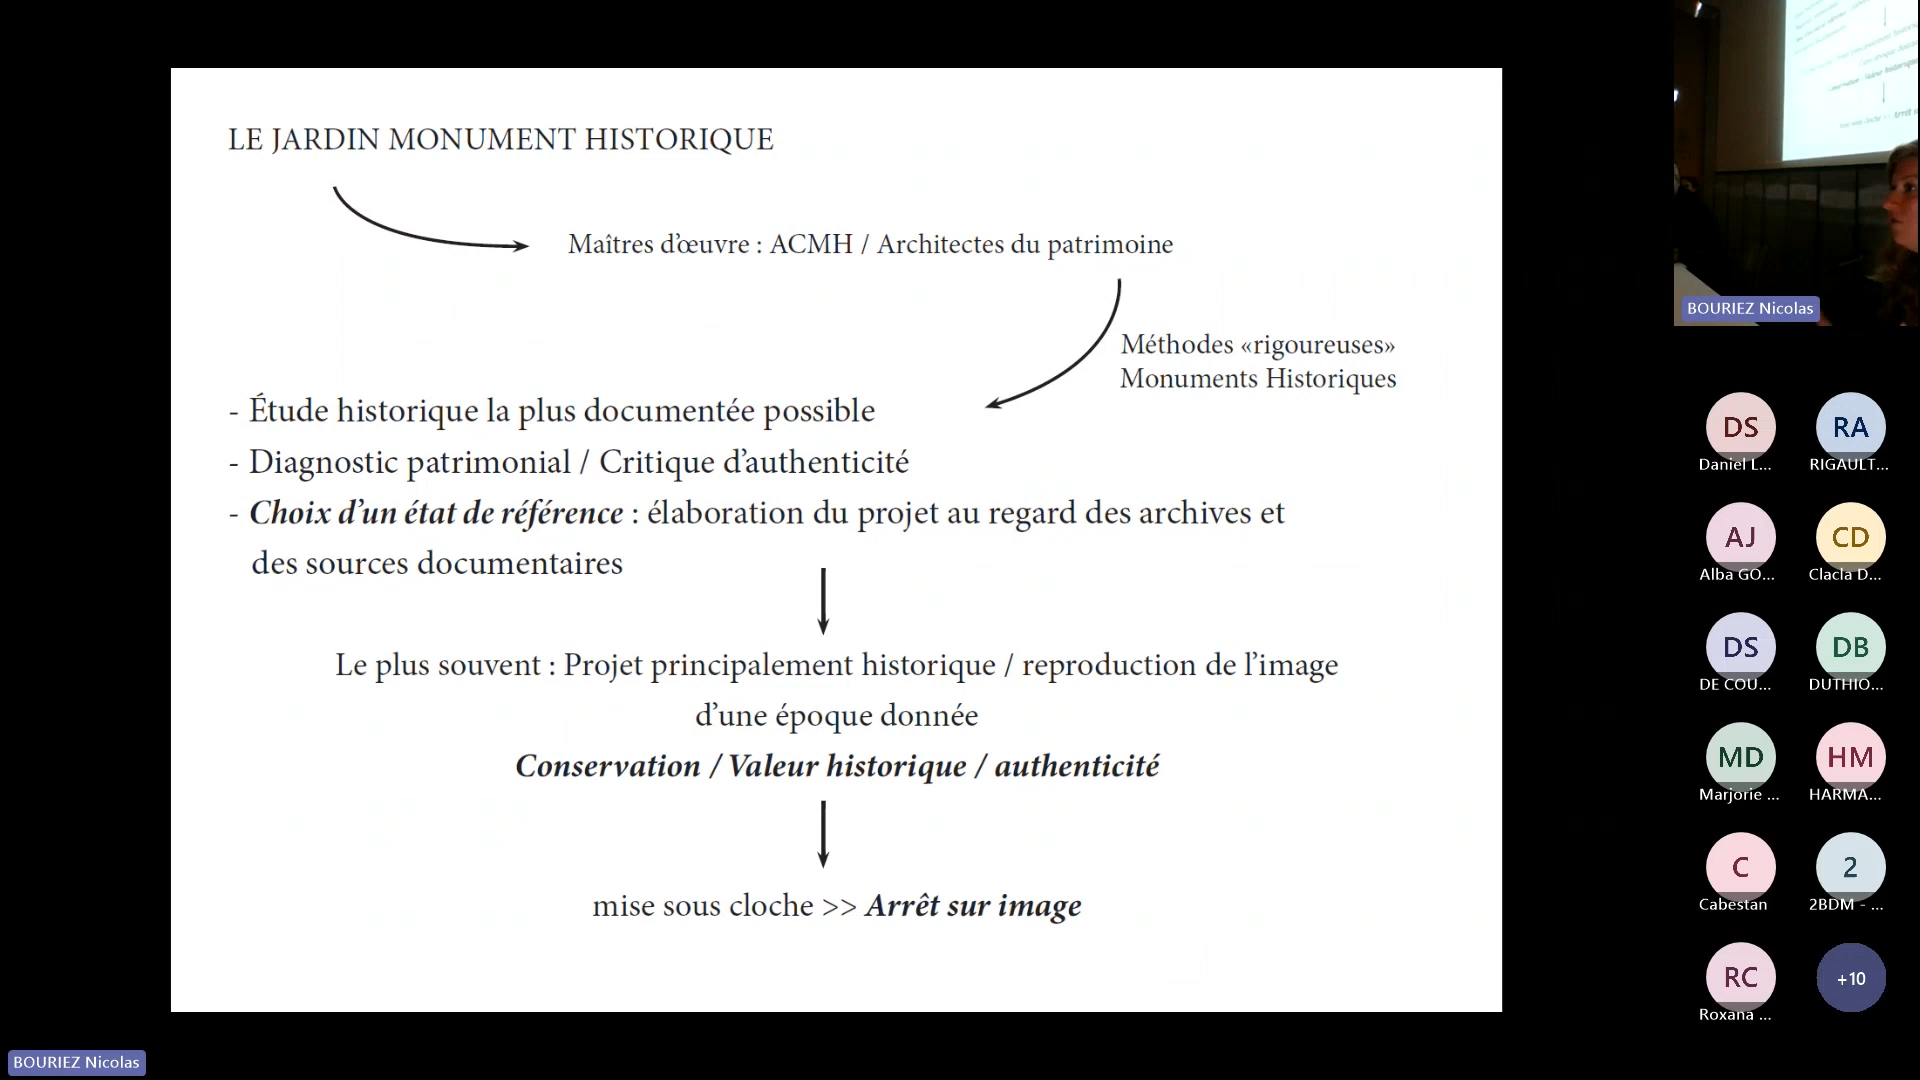 LE JARDIN MONUMENT HISTORIQUE
Maîtres d'œuvre : ACMH / Architectes du patrimoine
Méthodes «rigoureuses»
Monuments Historiques
- Étude historique la plus documentée possible
- Diagnostic patrimonial / Critique d'authenticité
- Choix d'un état de référence : élaboration du projet au regard des archives et
des sources documentaires
Le plus souvent : Projet principalement historique / reproduction de l'image
d'une époque donnée
Conservation / Valeur historique / authenticité
mise sous cloche >> Arrêt sur image
BOURIEZ Nicolas
DS RA
Daniel L... RIGAULT...
AJ CD
Alba GO... Clacla D...
DS DB
DE COU... DUTHIO...
MD HM
Marjorie ... HARMA...
C 2
Cabestan 2BDM - ...
RC +10
Roxana ...
BOURIEZ Nicolas